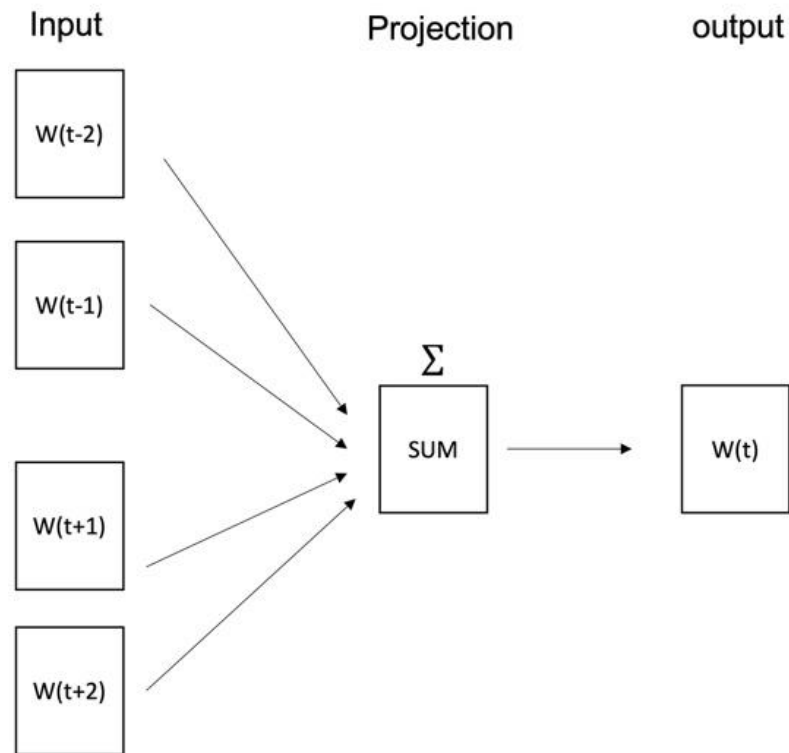 Input
Projection
output
W(t-2)
W(t-1)
Σ
SUM
W(t)
W(t+1)
W(t+2)